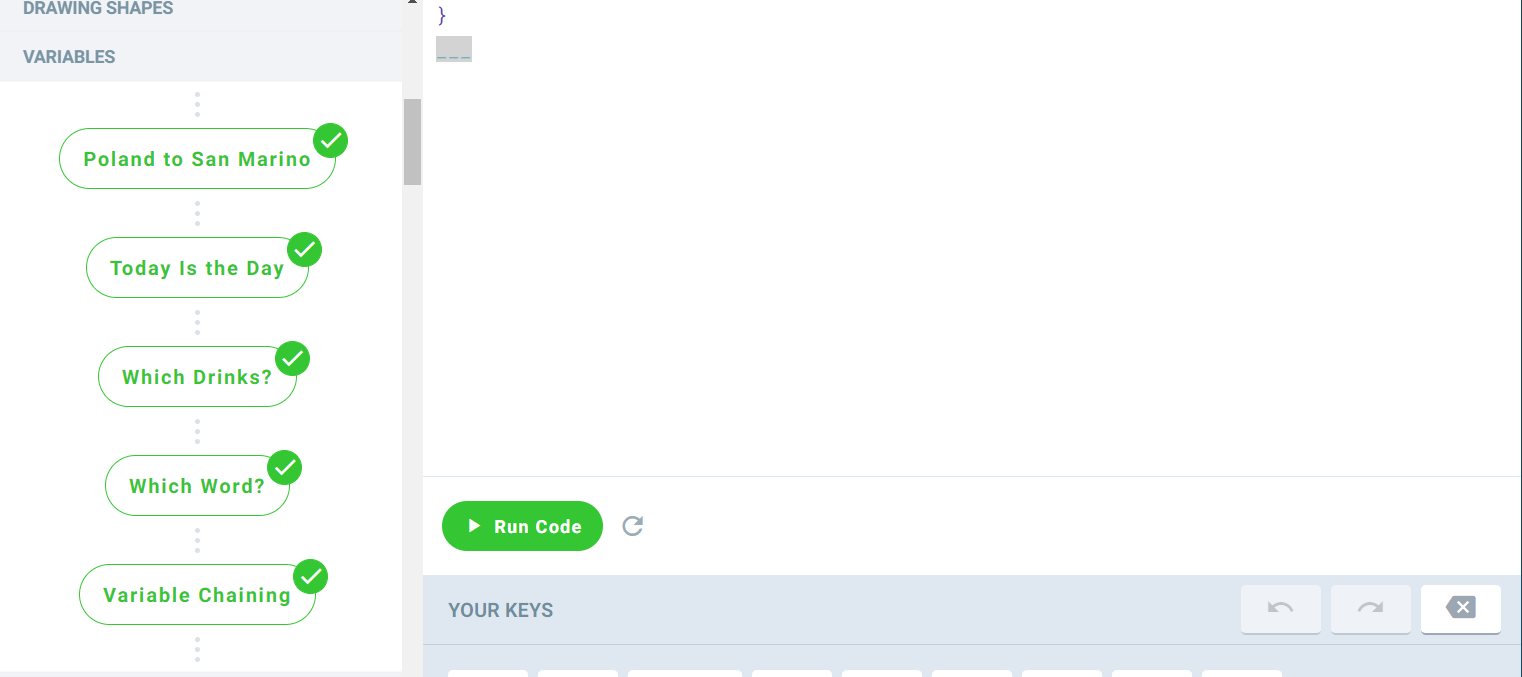 DRAWING SHAPES
VARIABLES
Poland to San Marino
Today Is the Day
Which Drinks?
Which Word?
Variable Chaining
}
___
Run Code
YOUR KEYS